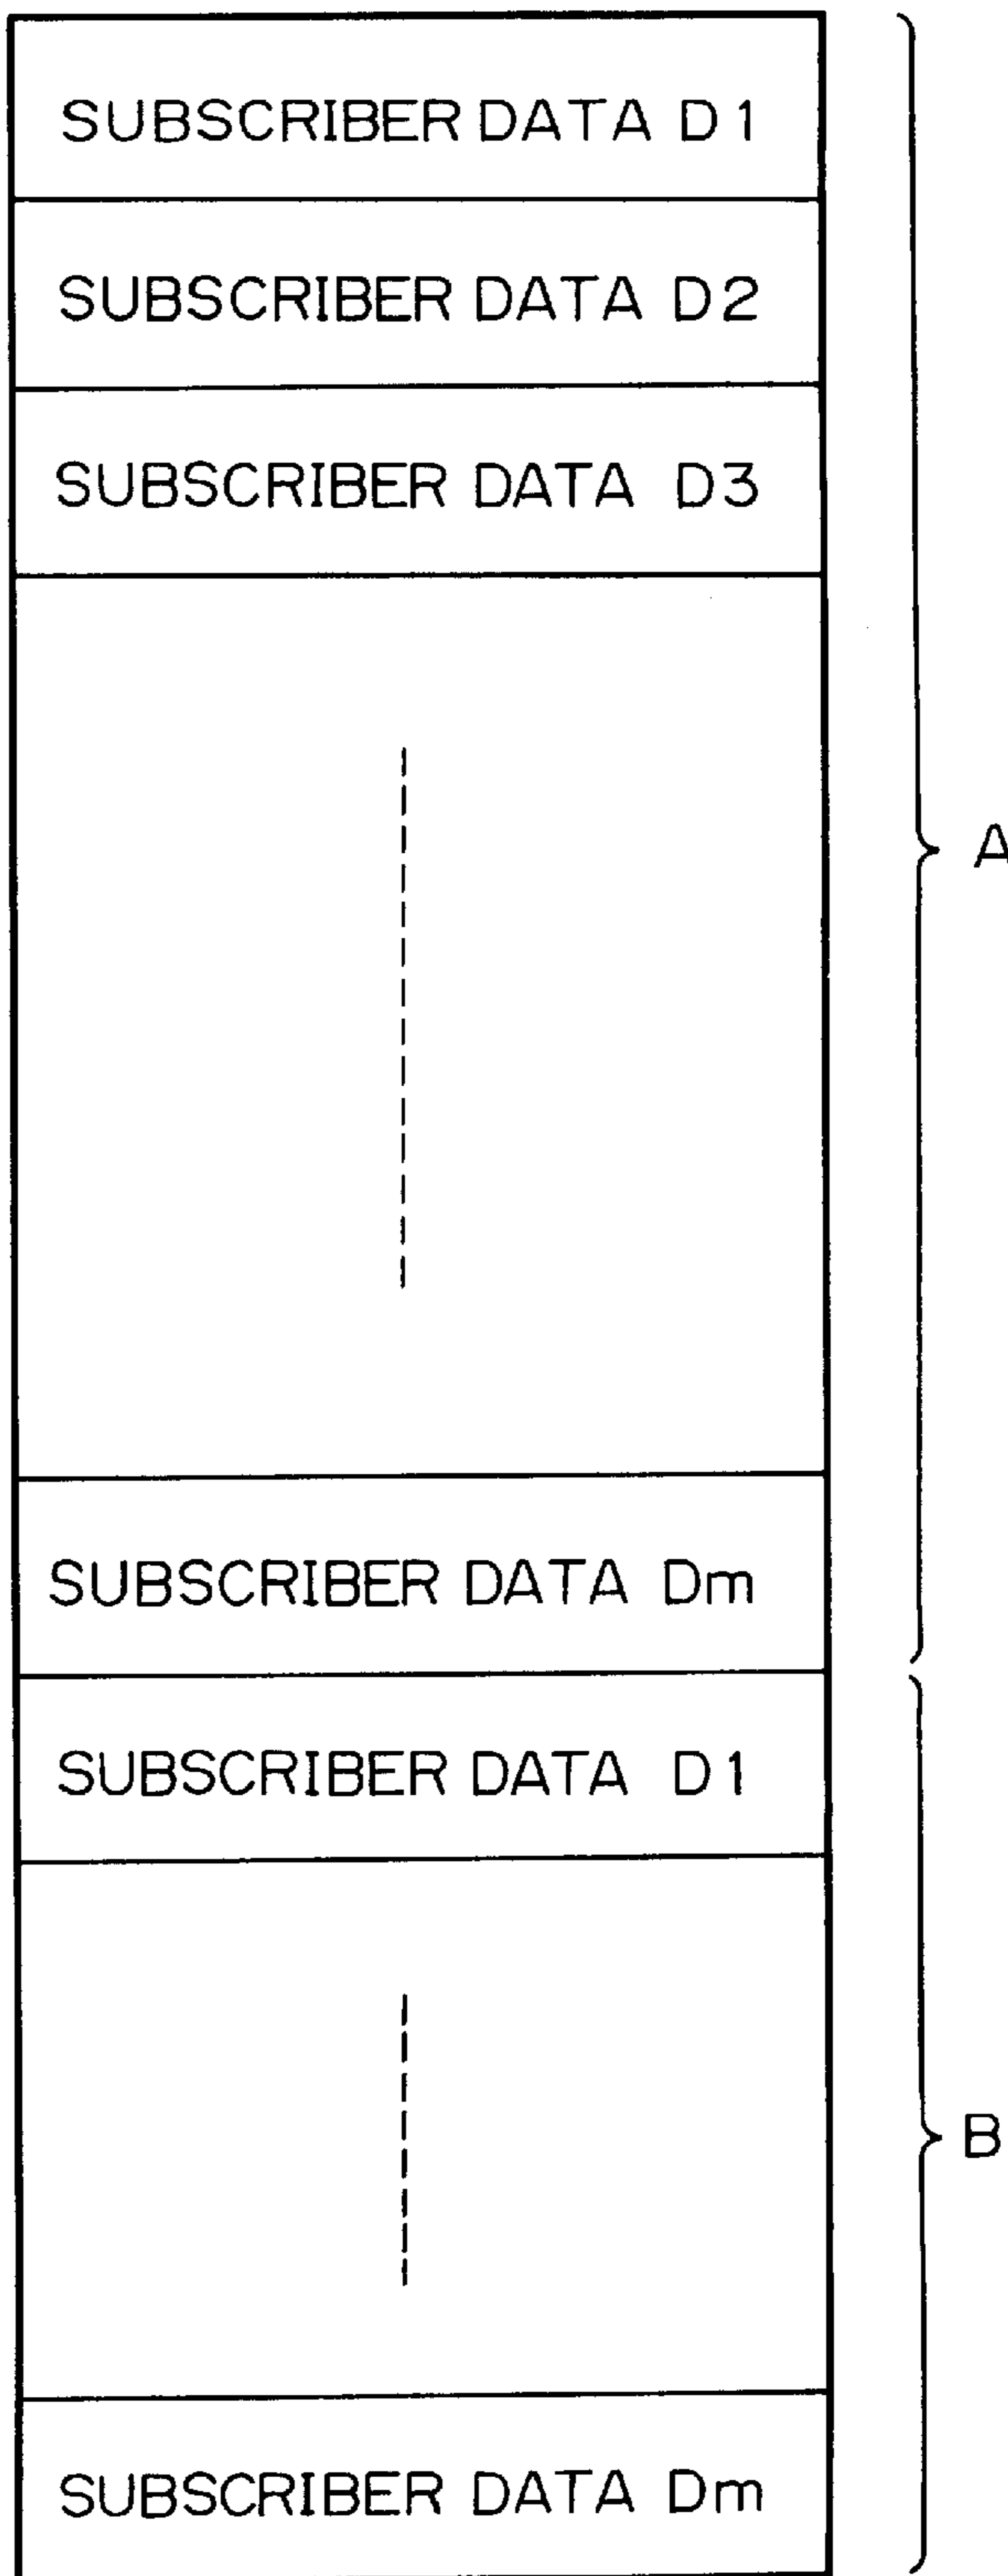 SUBSCRIBER DATA D1
SUBSCRIBER DATA D2
SUBSCRIBER DATA D3
A
SUBSCRIBER DATA Dm
SUBSCRIBER DATA D1
B
SUBSCRIBER DATA Dm